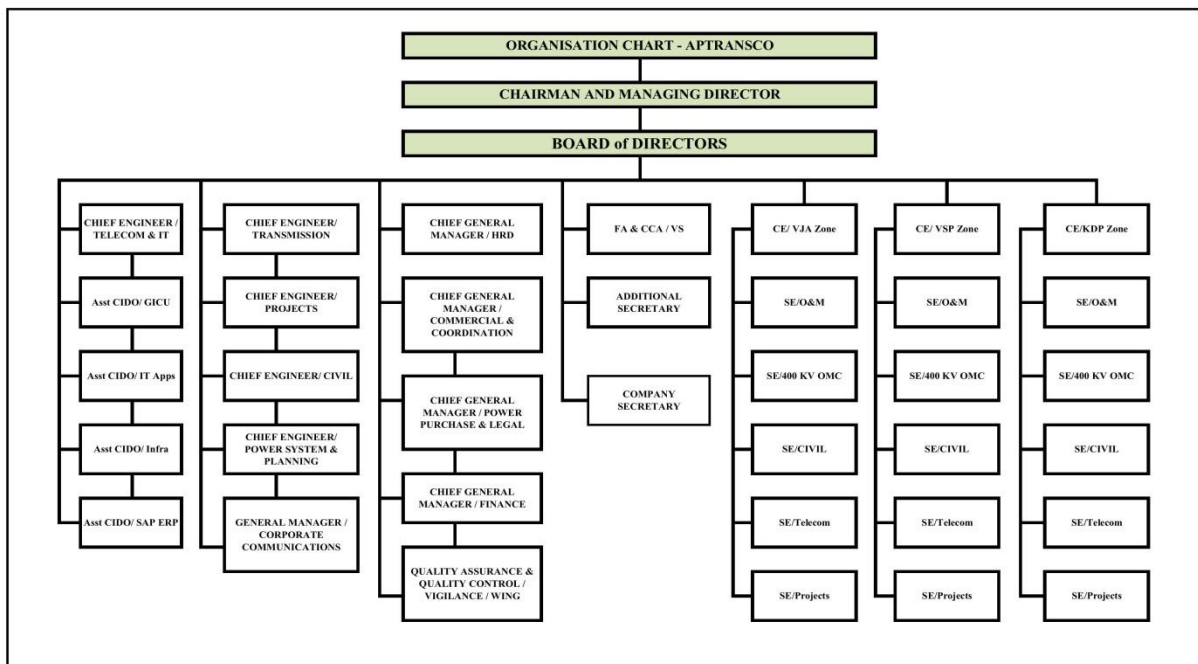 ORGANISATION CHART - APTRANSCO
CHAIRMAN AND MANAGING DIRECTOR
BOARD of DIRECTORS
CHIEF ENGINEER /
TELECOM & IT
Asst CIDO/ GICU
Asst CIDO/ IT Apps
Asst CIDO/ Infra
Asst CIDO/ SAP ERP
CHIEF ENGINEER/
TRANSMISSION
CHIEF ENGINEER/
PROJECTS
CHIEF ENGINEER/ CIVIL
CHIEF ENGINEER/
POWER SYSTEM &
PLANNING
GENERAL MANAGER /
CORPORATE
COMMUNICATIONS
CHIEF GENERAL
MANAGER / HRD
CHIEF GENERAL
MANAGER /
COMMERCIAL &
COORDINATION
CHIEF GENERAL
MANAGER / POWER
PURCHASE & LEGAL
CHIEF GENERAL
MANAGER / FINANCE
QUALITY ASSURANCE &
QUALITY CONTROL /
VIGILANCE / WING
FA & CCA / VS
ADDITIONAL
SECRETARY
COMPANY
SECRETARY
CE/ VJA Zone
SE/O&M
SE/400 KV OMC
SE/CIVIL
SE/Telecom
SE/Projects
CE/ VSP Zone
SE/O&M
SE/400 KV OMC
SE/CIVIL
SE/Telecom
SE/Projects
CE/KDP Zone
SE/O&M
SE/400 KV OMC
SE/CIVIL
SE/Telecom
SE/Projects